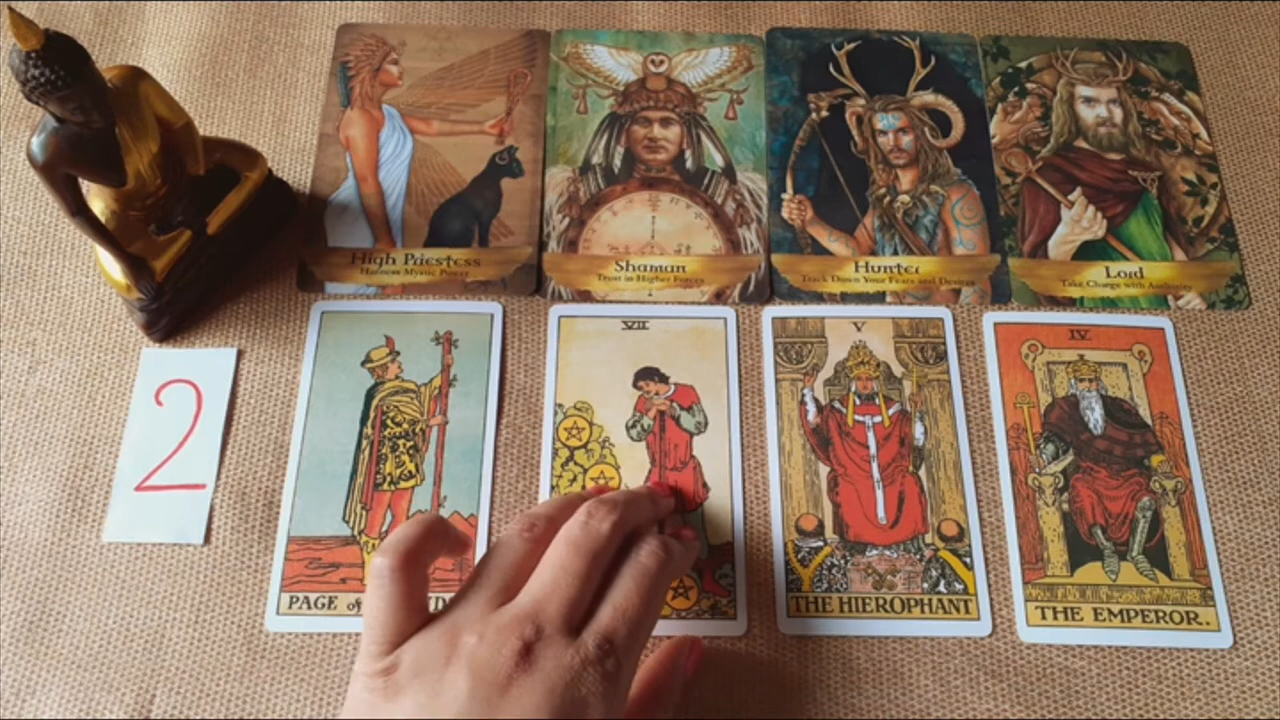 High Priestess
Harness Mystic Power
Shaman
Trust in Higher Forces
Hunter
Track Down Your Fears and Desires
Lord
Take Charge with Authority
2
PAGE of
VII
V
THE HIEROPHANT
IV
THE EMPEROR.